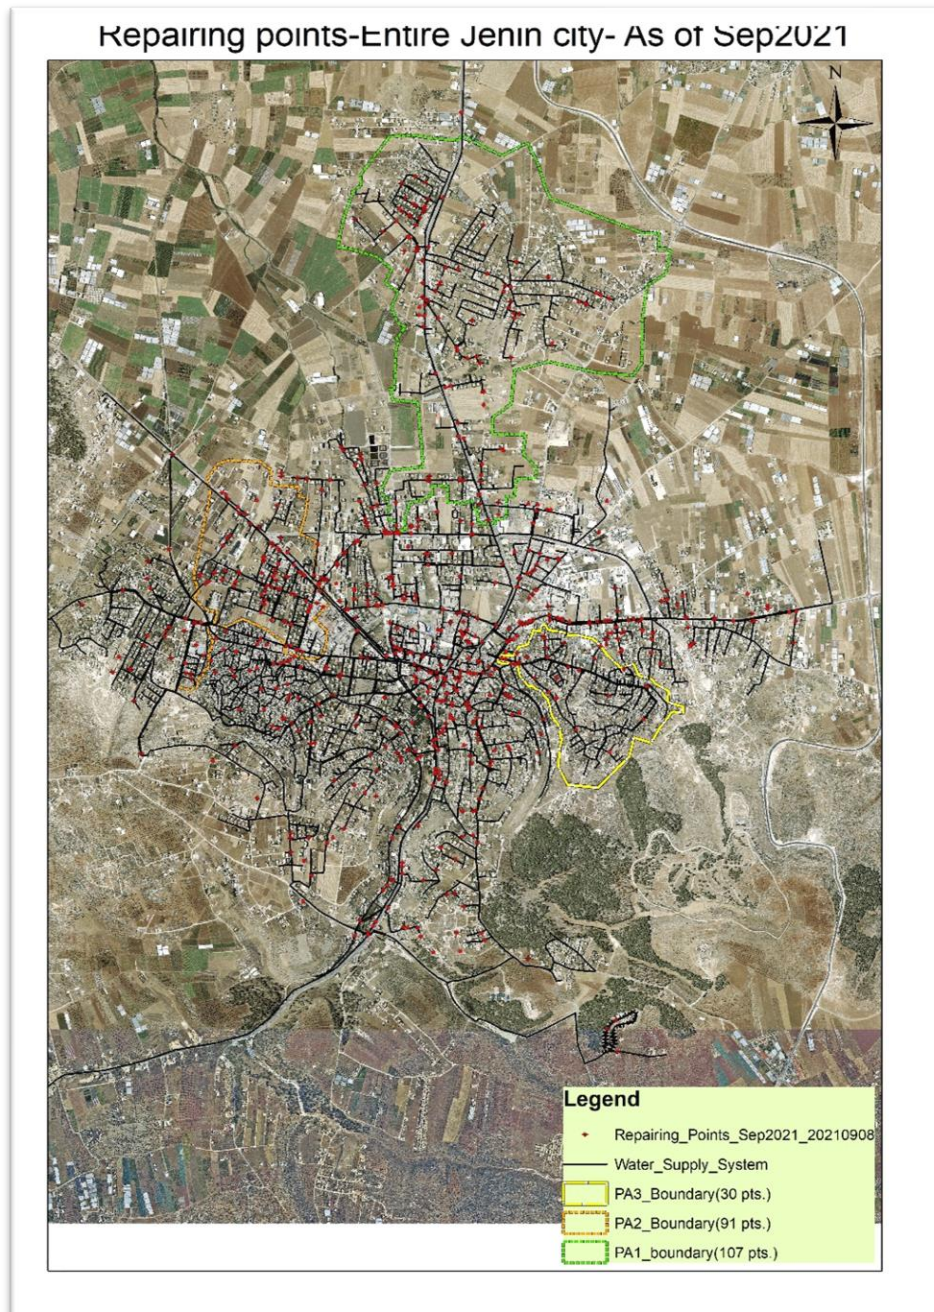 Repairing points-Entire Jenin city- As of Sep2021
N
Legend
Repairing_Points_Sep2021_20210908
Water_Supply_System
PA3_Boundary(30 pts.)
PA2_Boundary(91 pts.)
PA1_boundary(107 pts.)